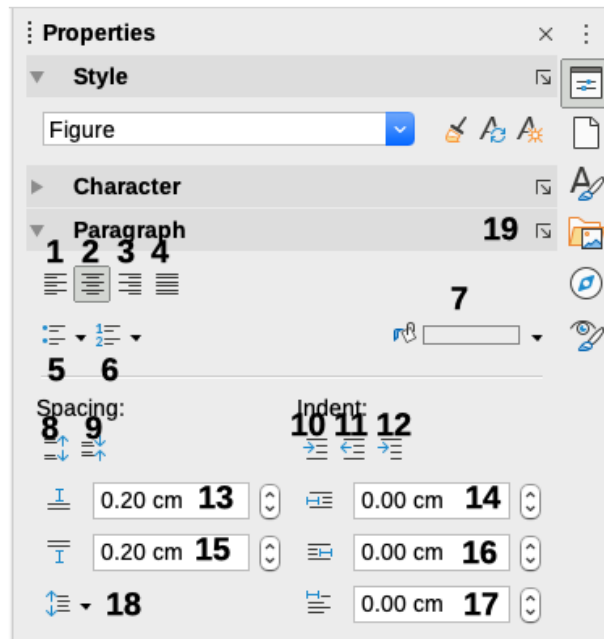 Properties
Style
Figure
Character
Paragraph 19
1 2 3 4
7
5 6
Spacing: Indent:
8 9 10 11 12
0.20 cm 13 0.00 cm 14
0.20 cm 15 0.00 cm 16
18 0.00 cm 17